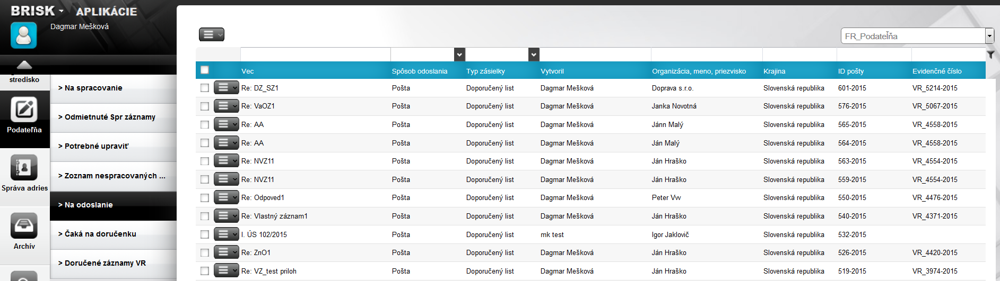 BRISK APLIKÁCIE
Dagmar Mešková
FR_Podateľňa
stredisko
Podateľňa
Správa adries
Archív
> Na spracovanie
> Odmietnuté Spr záznamy
> Potrebné upraviť
> Zoznam nespracovaných ...
> Na odoslanie
> Čaká na doručenku
> Doručené záznamy VR
Vec Spôsob odoslania Typ zásielky Vytvoril Organizácia, meno, priezvisko Krajina ID pošty Evidenčné číslo
Re: DZ_SZ1 Pošta Doporučený list Dagmar Mešková Doprava s.r.o. Slovenská republika 601-2015 VR_5214-2015
Re: VaOZ1 Pošta Doporučený list Dagmar Mešková Janka Novotná Slovenská republika 576-2015 VR_5067-2015
Re: AA Pošta Doporučený list Dagmar Mešková Jánn Malý Slovenská republika 565-2015 VR_4558-2015
Re: AA Pošta Doporučený list Dagmar Mešková Ján Malý Slovenská republika 564-2015 VR_4558-2015
Re: NVZ11 Pošta Doporučený list Dagmar Mešková Ján Hraško Slovenská republika 563-2015 VR_4554-2015
Re: NVZ11 Pošta Doporučený list Dagmar Mešková Ján Hraško Slovenská republika 559-2015 VR_4554-2015
Re: Odpoved1 Pošta Doporučený list Dagmar Mešková Peter Vvv Slovenská republika 550-2015 VR_4476-2015
Re: Vlastný záznam1 Pošta Doporučený list Dagmar Mešková Ján Hraško Slovenská republika 540-2015 VR_4371-2015
I. ÚS 102/2015 Pošta Doporučený list mk test Igor Jaklovič Slovenská republika 532-2015
Re: ZnO1 Pošta Doporučený list Dagmar Mešková Ján Hraško Slovenská republika 526-2015 VR_4420-2015
Re: VZ_test priloh Pošta Doporučený list Dagmar Mešková Ján Hraško Slovenská republika 519-2015 VR_3974-2015